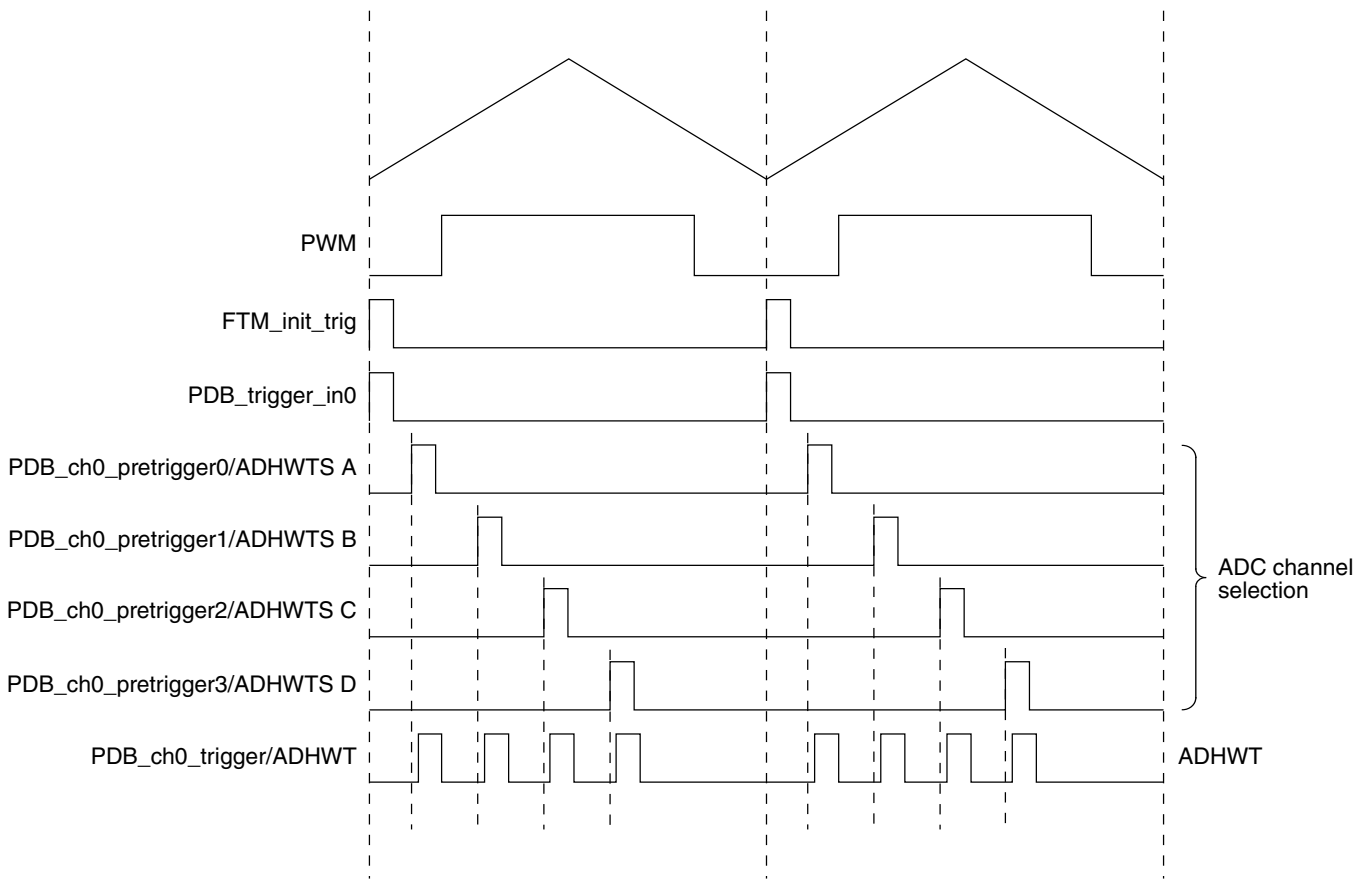 PWM
FTM_init_trig
PDB_trigger_in0
PDB_ch0_pretrigger0/ADHWTS A
PDB_ch0_pretrigger1/ADHWTS B
PDB_ch0_pretrigger2/ADHWTS C
PDB_ch0_pretrigger3/ADHWTS D
ADC channel
selection
PDB_ch0_trigger/ADHWT
ADHWT